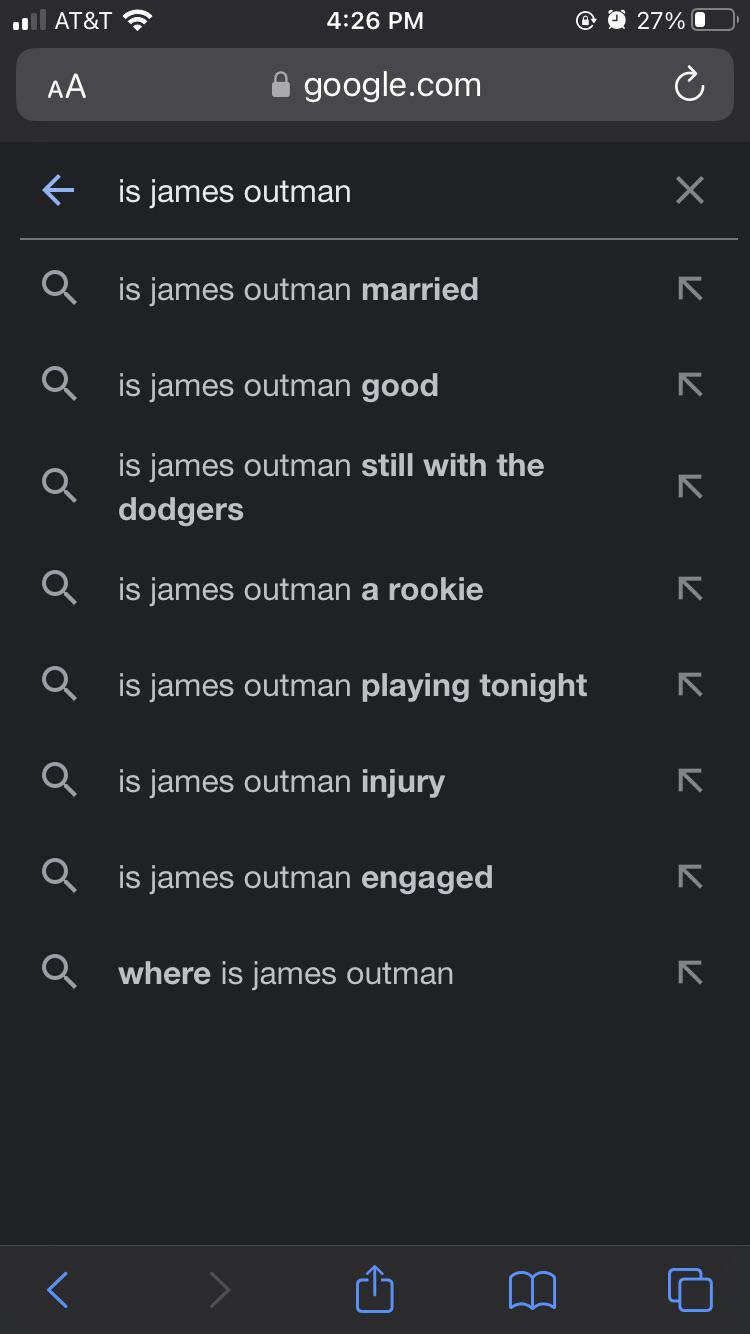 AT&T 4:26 PM 27%
AA google.com
is james outman
is james outman married
is james outman good
is james outman still with the
dodgers
is james outman a rookie
is james outman playing tonight
is james outman injury
is james outman engaged
where is james outman